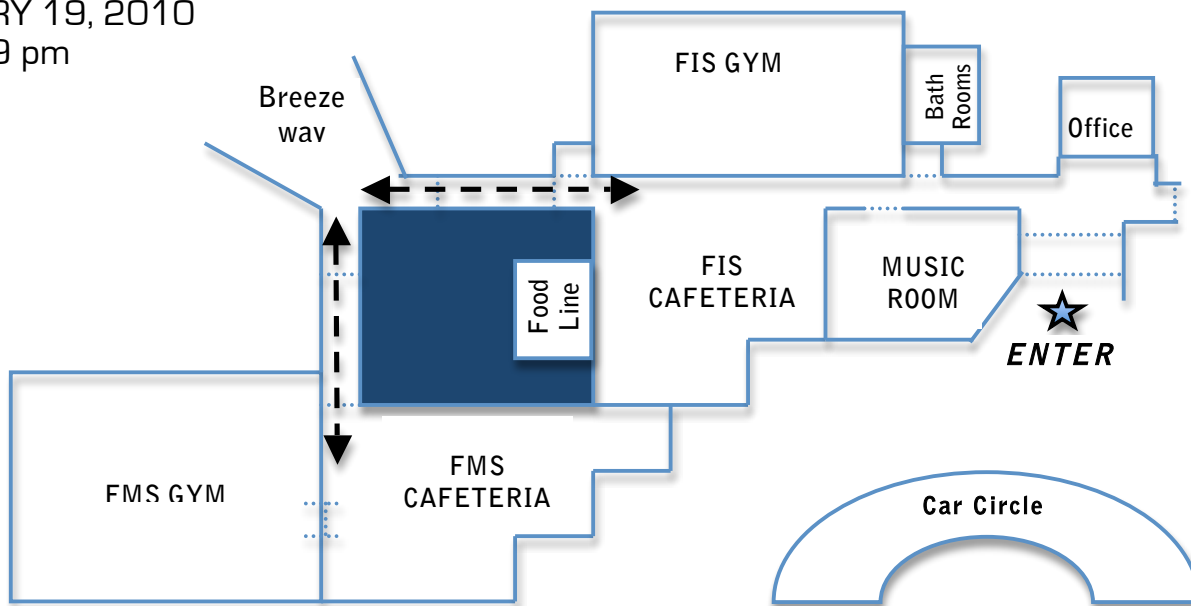 RY 19, 2010
9 pm
FIS GYM
Bath
Rooms
Office
Breeze
way
FIS
CAFETERIA
MUSIC
ROOM
Food
Line
ENTER
FMS GYM
FMS
CAFETERIA
Car Circle